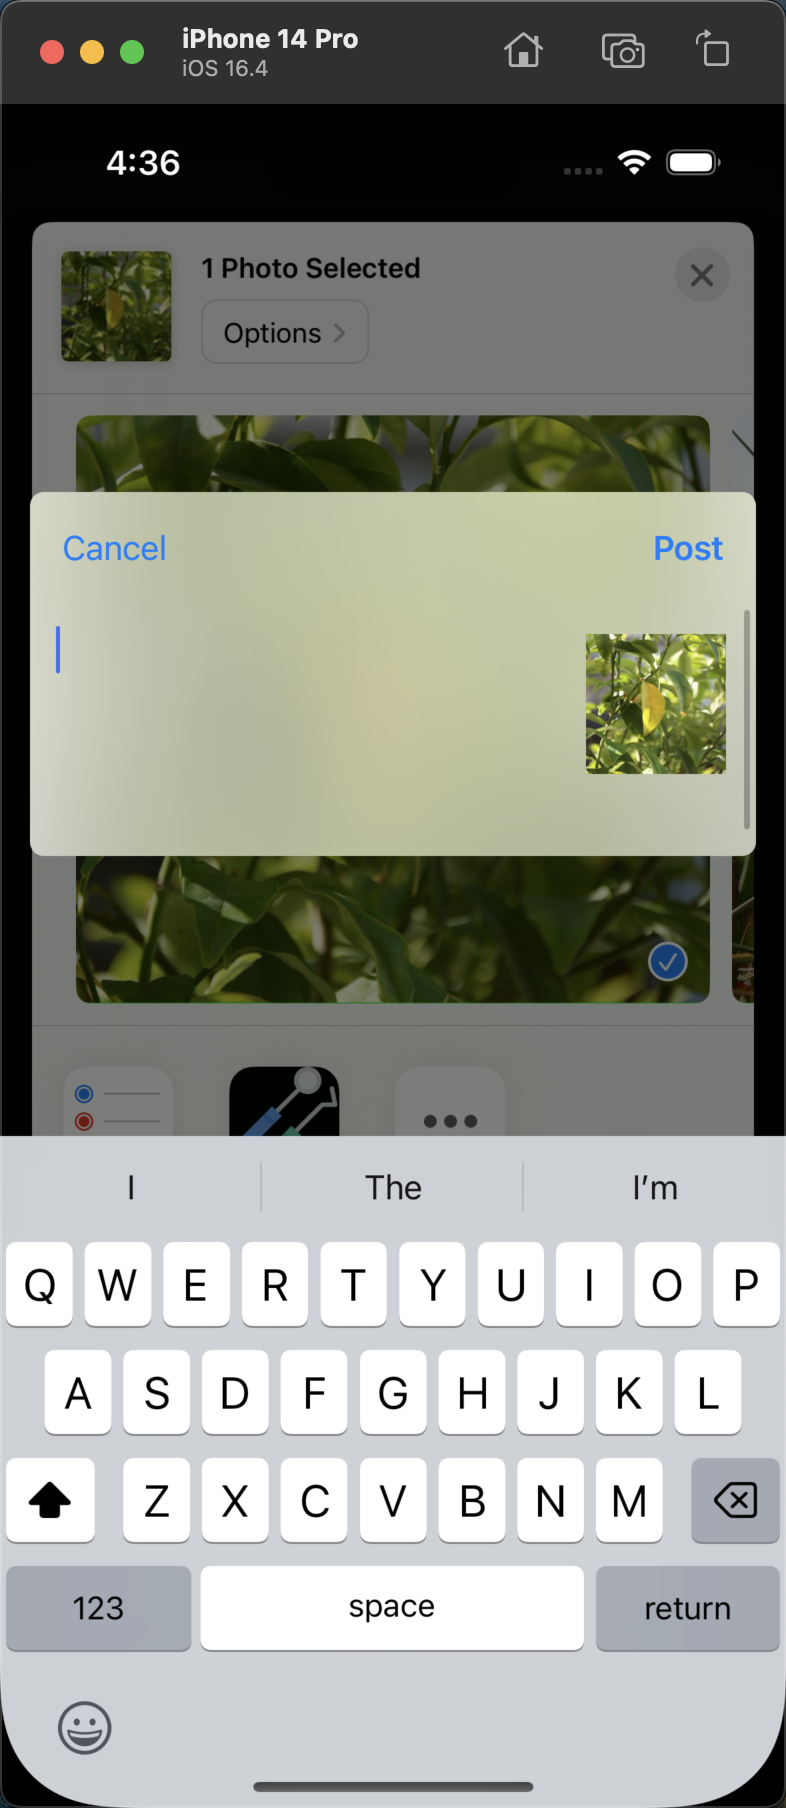 iPhone 14 Pro
iOS 16.4
4:36
1 Photo Selected
Options
Cancel
Post
I The I’m
Q W E R T Y U I O P
A S D F G H J K L
Z X C V B N M
123 space return